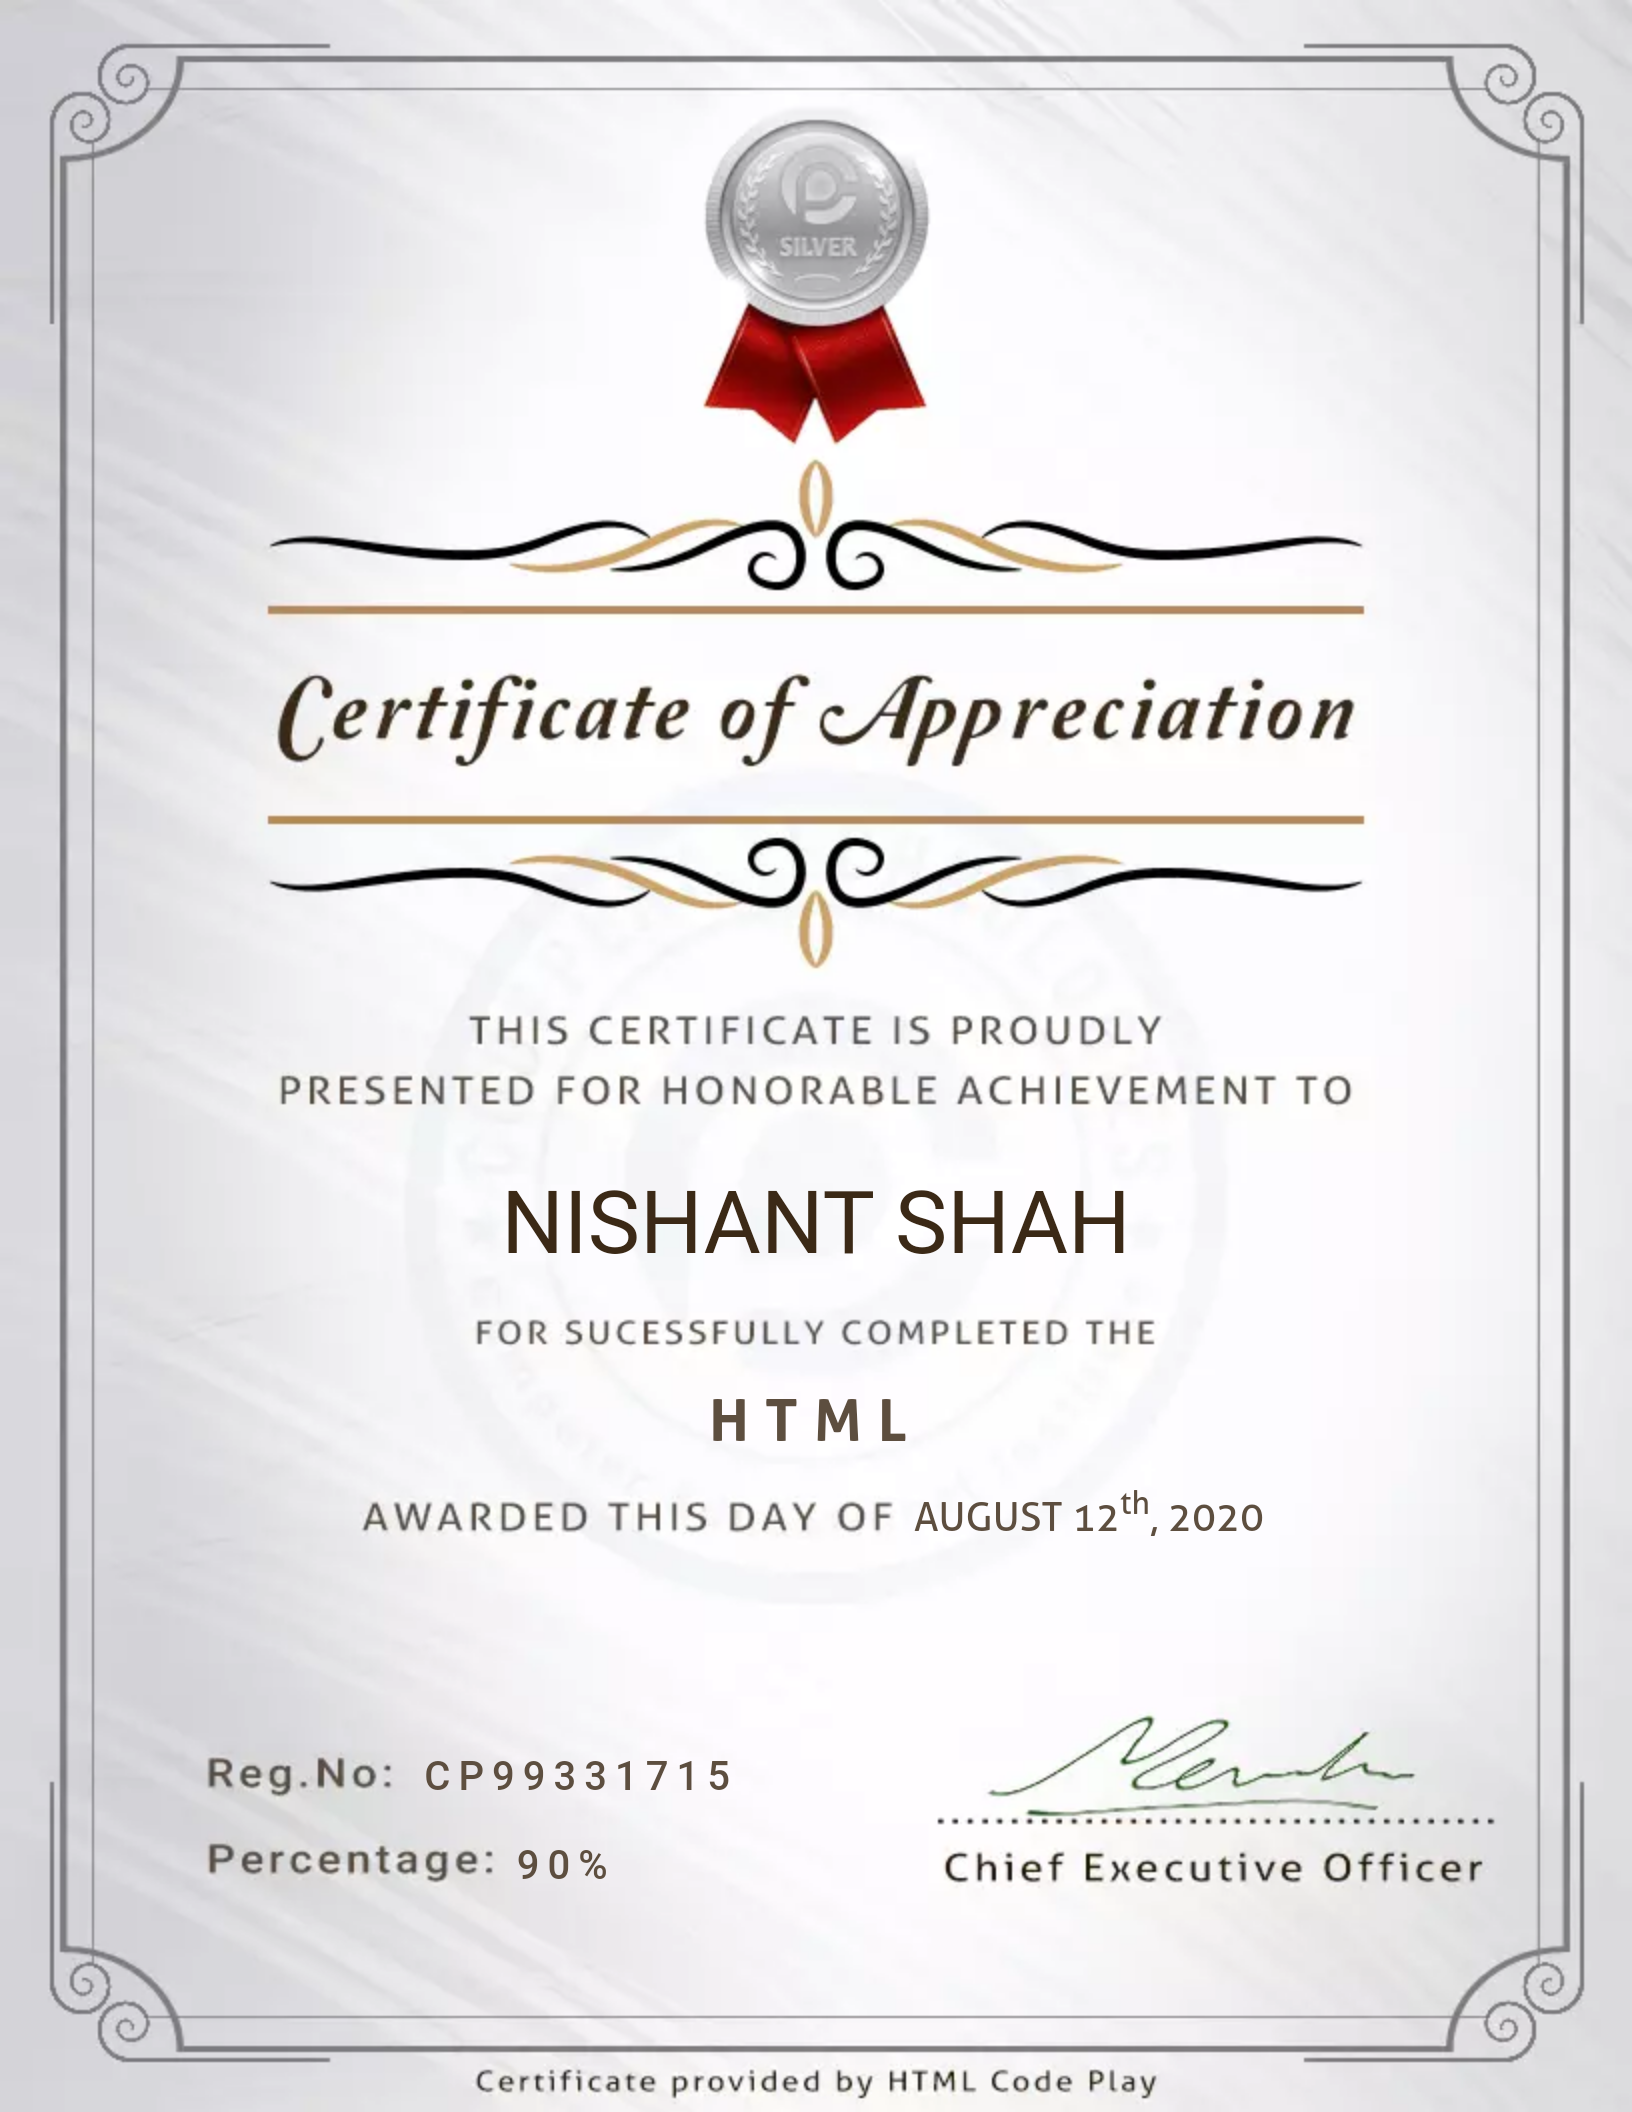 SILVER
Certificate of Appreciation
THIS CERTIFICATE IS PROUDLY
PRESENTED FOR HONORABLE ACHIEVEMENT TO
NISHANT SHAH
FOR SUCESSFULLY COMPLETED THE
HTML
AWARDED THIS DAY OF AUGUST 12th, 2020
Reg.No: CP99331715
Percentage: 90%
Chief Executive Officer
Certificate provided by HTML Code Play